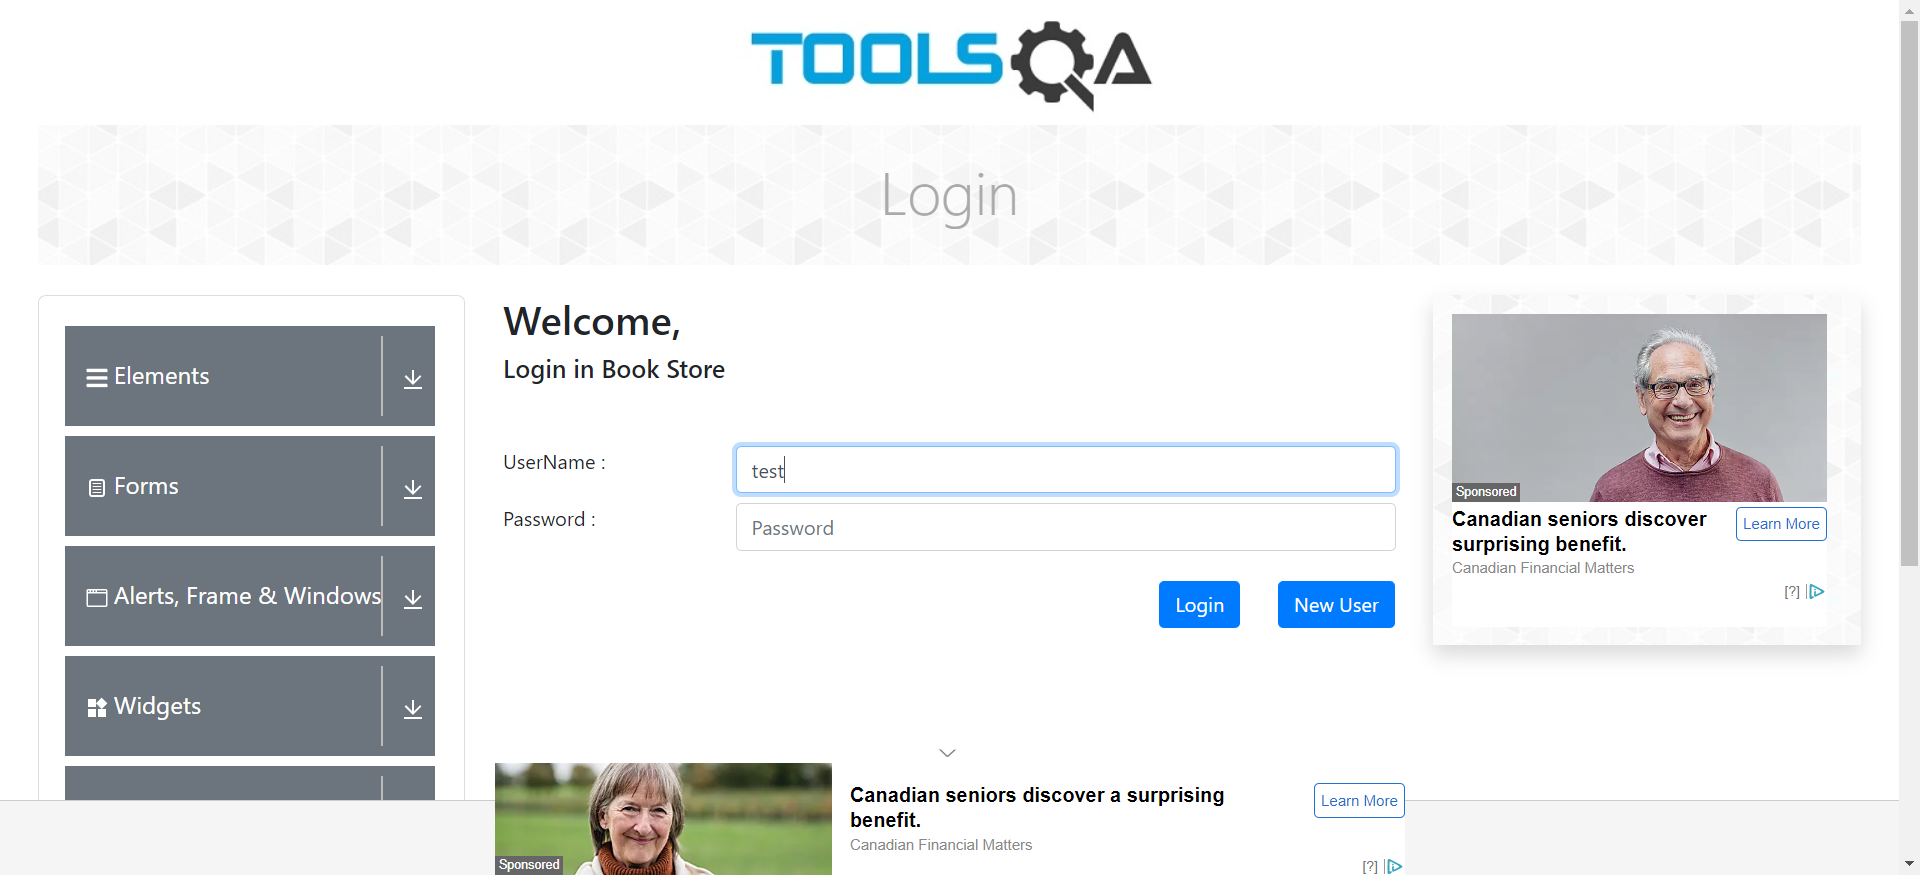 TOOLSQA
Login
Elements
Forms
Alerts, Frame & Windows
Widgets
Welcome,
Login in Book Store
UserName :
test
Password :
Password
Login
New User
Sponsored
Canadian seniors discover
surprising benefit.
Learn More
Canadian Financial Matters
[?]
Sponsored
Canadian seniors discover a surprising
benefit.
Learn More
Canadian Financial Matters
[?]